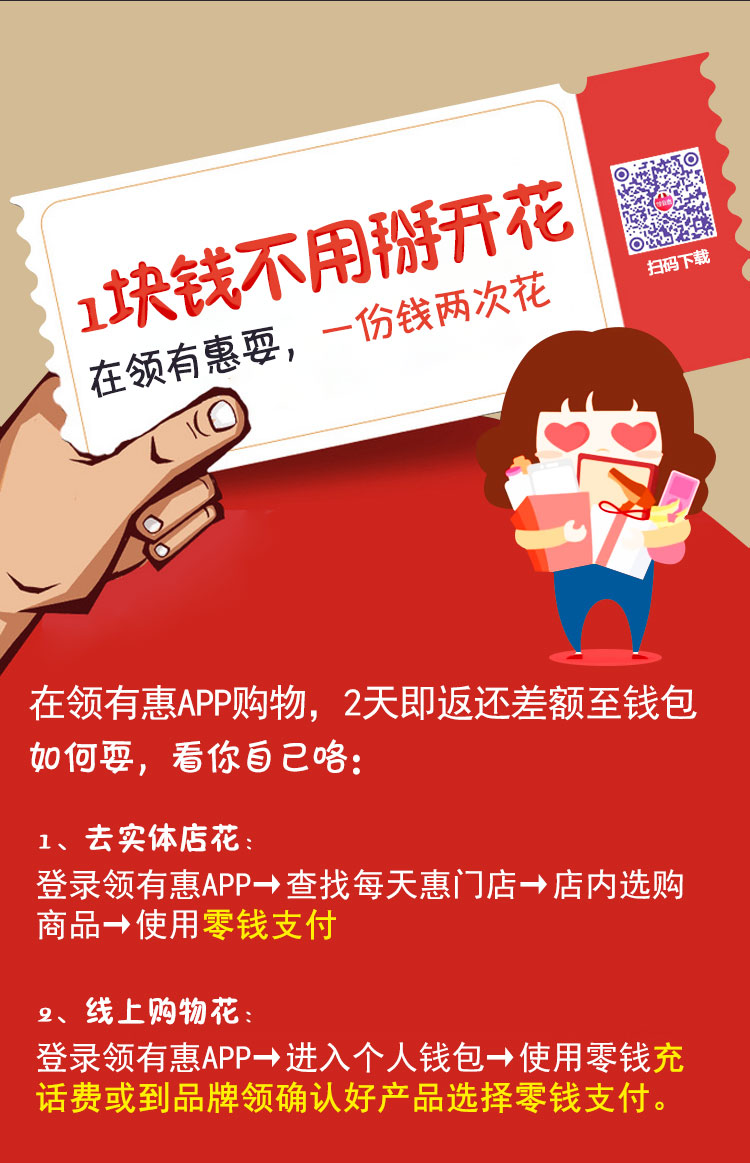 1块钱不用掰开花
在领有惠耍，一份钱两次花
扫码下载
在领有惠APP购物，2天即返还差额至钱包
如何耍，看你自己咯：
1、去实体店花：
登录领有惠APP→查找每天惠门店→店内选购
商品→使用零钱支付
2、线上购物花：
登录领有惠APP→进入个人钱包→使用零钱充
话费或到品牌领确认好产品选择零钱支付。